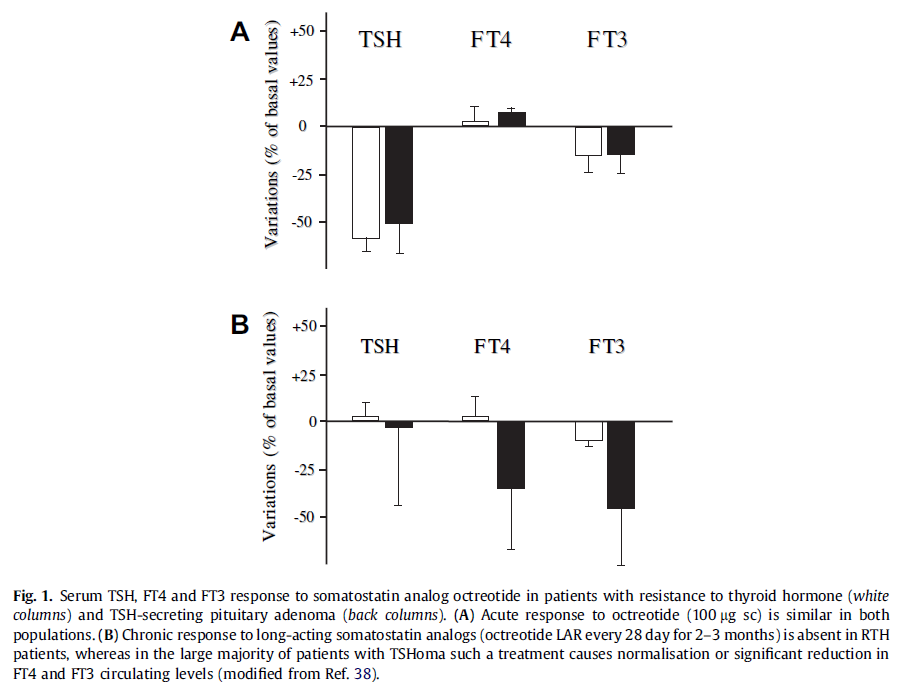 A
Variations (% of basal values)
+50
+25
0
-25
-50
TSH FT4 FT3
B
Variations (% of basal values)
+50
+25
0
-25
-50
TSH FT4 FT3
Fig. 1. Serum TSH, FT4 and FT3 response to somatostatin analog octreotide in patients with resistance to thyroid hormone (white
columns) and TSH-secreting pituitary adenoma (back columns). (A) Acute response to octreotide (100 μg sc) is similar in both
populations. (B) Chronic response to long-acting somatostatin analogs (octreotide LAR every 28 day for 2–3 months) is absent in RTH
patients, whereas in the large majority of patients with TSHoma such a treatment causes normalisation or significant reduction in
FT4 and FT3 circulating levels (modified from Ref. 38).